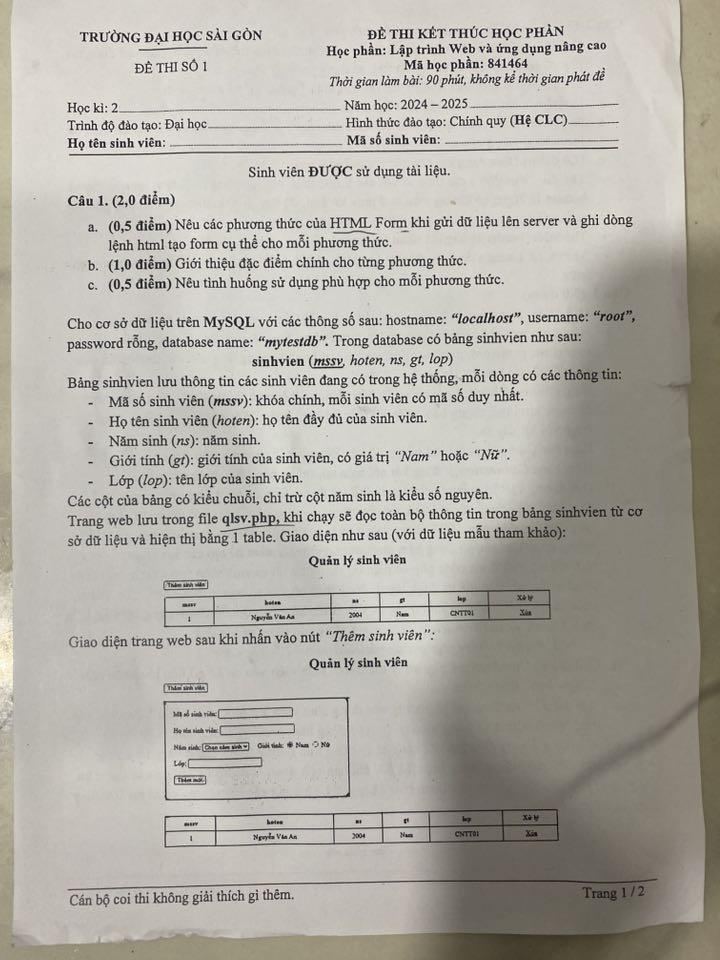 TRƯỜNG ĐẠI HỌC SÀI GÒN
ĐỀ THI SỐ 1
ĐỀ THI KẾT THÚC HỌC PHẦN
Học phần: Lập trình Web và ứng dụng nâng cao
Mã học phần: 841464
Thời gian làm bài: 90 phút, không kể thời gian phát đề
Học kì: 2
Năm học: 2024 – 2025
Trình độ đào tạo: Đại học
Hình thức đào tạo: Chính quy (Hệ CLC)
Họ tên sinh viên:
Mã số sinh viên:
Sinh viên ĐƯỢC sử dụng tài liệu.
Câu 1. (2,0 điểm)
a. (0,5 điểm) Nêu các phương thức của HTML Form khi gửi dữ liệu lên server và ghi dòng
lệnh html tạo form cụ thể cho mỗi phương thức.
b. (1,0 điểm) Giới thiệu đặc điểm chính cho từng phương thức.
c. (0,5 điểm) Nêu tình huống sử dụng phù hợp cho mỗi phương thức.
Cho cơ sở dữ liệu trên MySQL với các thông số sau: hostname: “localhost”, username: “root”,
password rỗng, database name: “mytestdb”. Trong database có bảng sinhvien như sau:
sinhvien (mssv, hoten, ns, gt, lop)
Bảng sinhvien lưu thông tin các sinh viên đang có trong hệ thống, mỗi dòng có các thông tin:
- Mã số sinh viên (mssv): khóa chính, mỗi sinh viên có mã số duy nhất.
- Họ tên sinh viên (hoten): họ tên đầy đủ của sinh viên.
- Năm sinh (ns): năm sinh.
- Giới tính (gt): giới tính của sinh viên, có giá trị “Nam” hoặc “Nữ”.
- Lớp (lop): tên lớp của sinh viên.
Các cột của bảng có kiểu chuỗi, chỉ trừ cột năm sinh là kiểu số nguyên.
Trang web lưu trong file qlsv.php, khi chạy sẽ đọc toàn bộ thông tin trong bảng sinhvien từ cơ
sở dữ liệu và hiện thị bằng 1 table. Giao diện như sau (với dữ liệu mẫu tham khảo):
Quản lý sinh viên
Thêm sinh viên
mssv hoten ns gt lop Xử lý
1 Nguyễn Văn An 2004 Nam CNTT01 Xóa
Giao diện trang web sau khi nhấn vào nút “Thêm sinh viên”:
Quản lý sinh viên
Thêm sinh viên
Mã số sinh viên:
Họ tên sinh viên:
Năm sinh: Chọn năm sinh Giới tính: Nam Nữ
Lớp:
Thêm mới
mssv hoten ns gt lop Xử lý
1 Nguyễn Văn An 2004 Nam CNTT01 Xóa
Cán bộ coi thi không giải thích gì thêm.
Trang 1 / 2